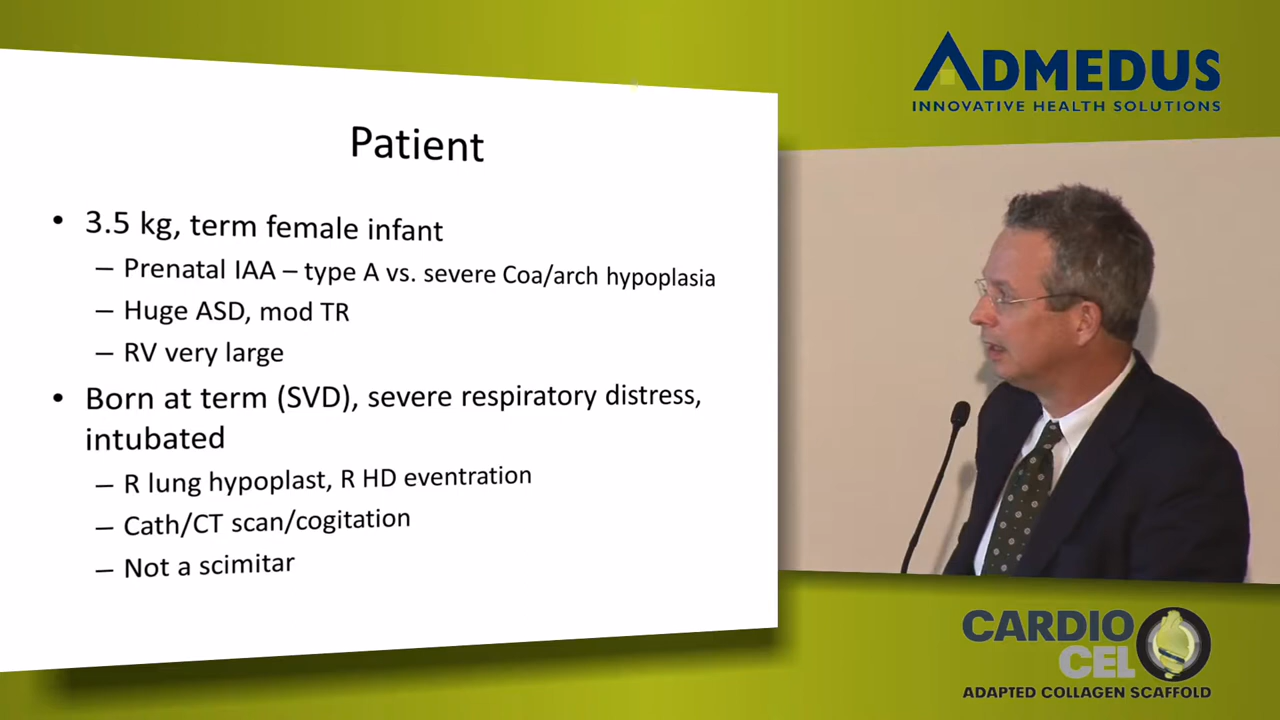 Patient
• 3.5 kg, term female infant
– Prenatal IAA – type A vs. severe Coa/arch hypoplasia
– Huge ASD, mod TR
– RV very large
• Born at term (SVD), severe respiratory distress,
intubated
– R lung hypoplast, R HD eventration
– Cath/CT scan/cogitation
– Not a scimitar
ADMEDUS
INNOVATIVE HEALTH SOLUTIONS
CARDIO
CEL
ADAPTED COLLAGEN SCAFFOLD